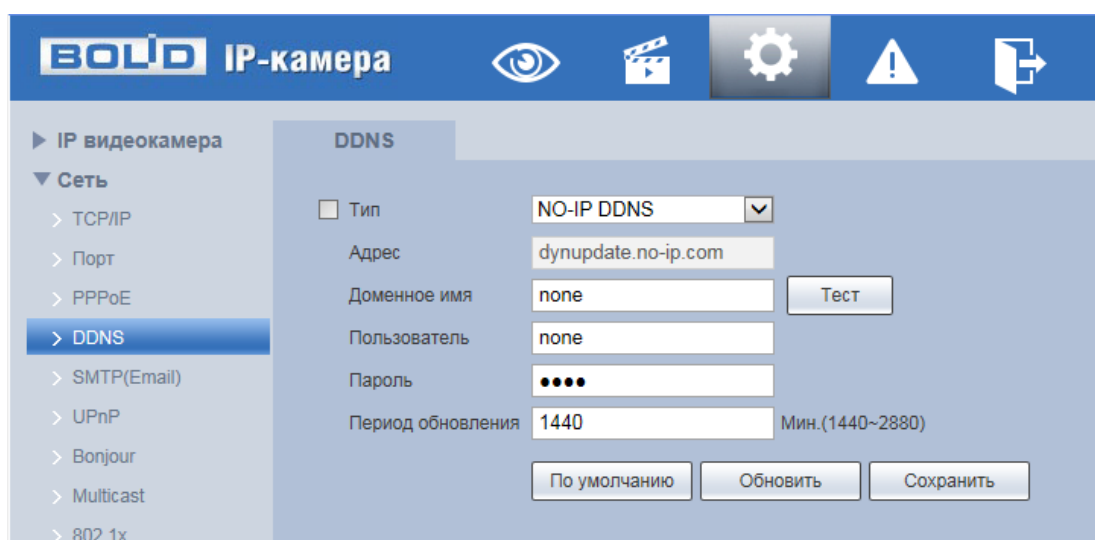 BOLID IP-камера
IP видеокамера
Сеть
TCP/IP
Порт
PPPoE
DDNS
SMTP(Email)
UPnP
Bonjour
Multicast
802.1x
DDNS
Тип NO-IP DDNS
Адрес dynupdate.no-ip.com
Доменное имя none Тест
Пользователь none
Пароль ●●●●
Период обновления 1440 Мин.(1440~2880)
По умолчанию Обновить Сохранить